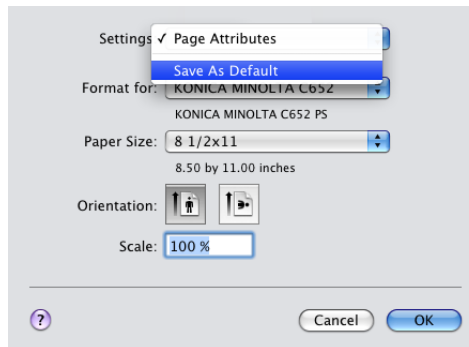 Settings ✓ Page Attributes
Save As Default
Format for: KONICA MINOLTA C652
KONICA MINOLTA C652 PS
Paper Size: 8 1/2x11
8.50 by 11.00 inches
Orientation:
Scale: 100 %
? Cancel OK